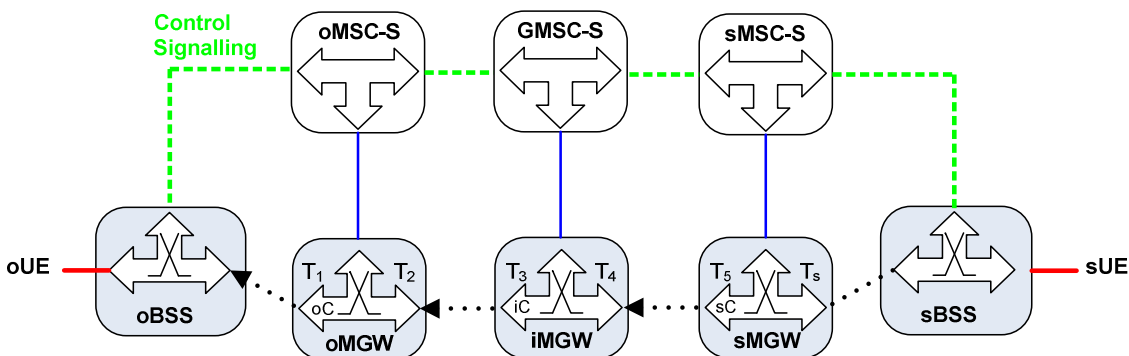 Control
Signalling
oMSC-S
GMSC-S
sMSC-S
oUE
sUE
oBSS
T1
T2
oC
oMGW
T3
T4
iC
iMGW
T5
Ts
sC
sMGW
sBSS